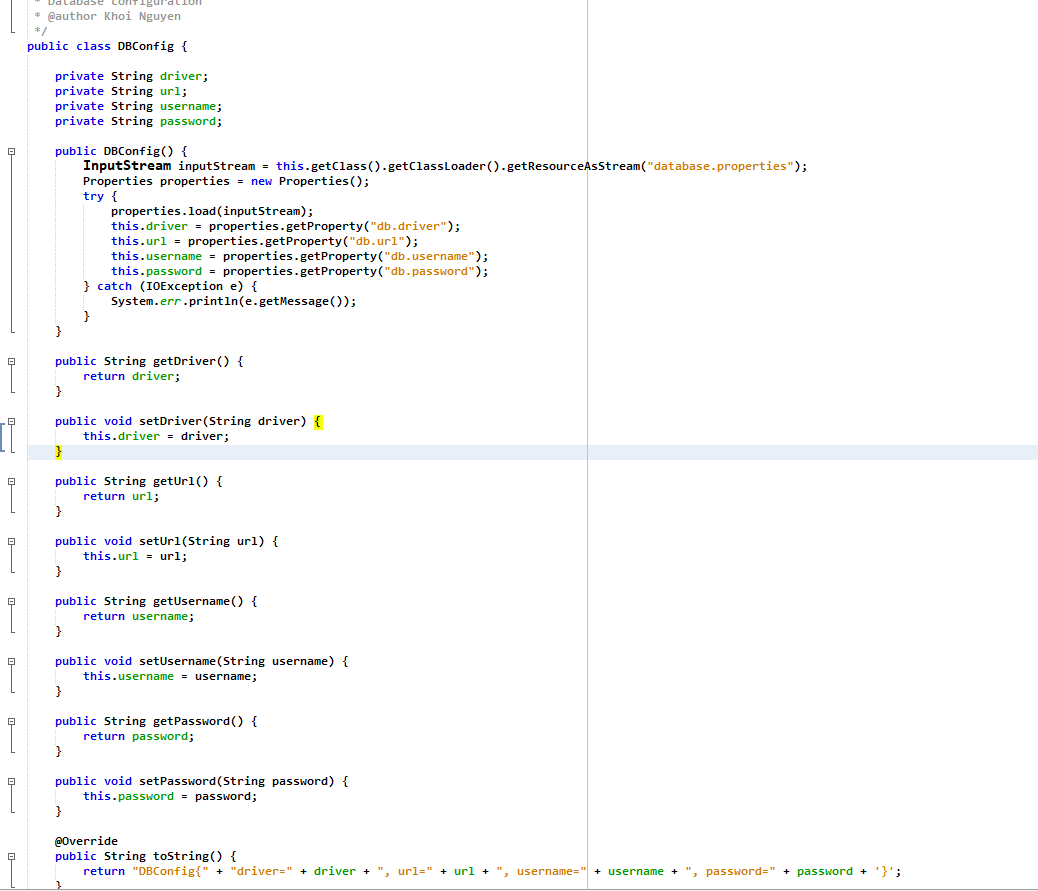 * Database configuration
* @author Khoi Nguyen
*/
public class DBConfig {
private String driver;
private String url;
private String username;
private String password;
public DBConfig() {
InputStream inputStream = this.getClass().getClassLoader().getResourceAsStream("database.properties");
Properties properties = new Properties();
try {
properties.load(inputStream);
this.driver = properties.getProperty("db.driver");
this.url = properties.getProperty("db.url");
this.username = properties.getProperty("db.username");
this.password = properties.getProperty("db.password");
} catch (IOException e) {
System.err.println(e.getMessage());
}
}
public String getDriver() {
return driver;
}
public void setDriver(String driver) {
this.driver = driver;
}
public String getUrl() {
return url;
}
public void setUrl(String url) {
this.url = url;
}
public String getUsername() {
return username;
}
public void setUsername(String username) {
this.username = username;
}
public String getPassword() {
return password;
}
public void setPassword(String password) {
this.password = password;
}
@Override
public String toString() {
return "DBConfig{" + "driver=" + driver + ", url=" + url + ", username=" + username + ", password=" + password + '}';
}